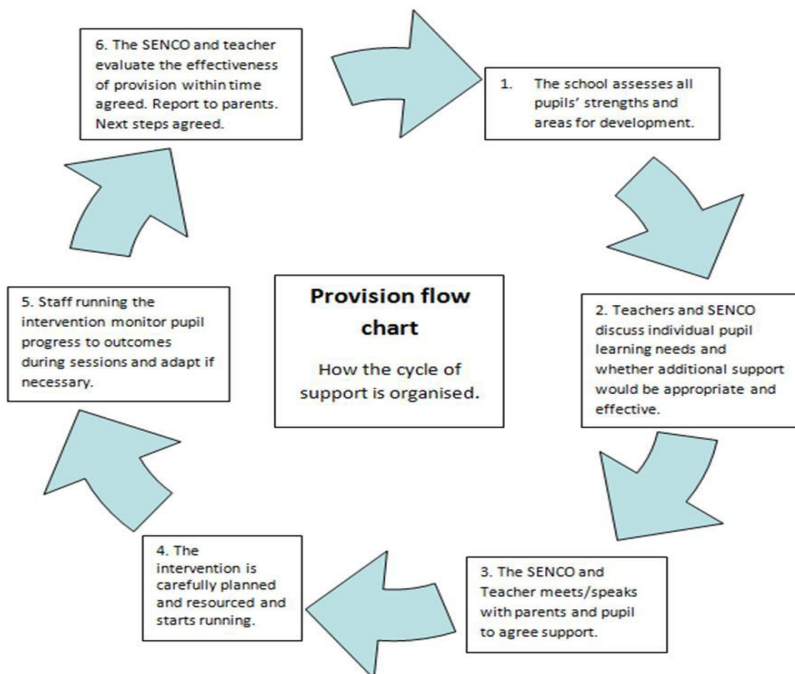 Provision flow
chart
How the cycle of
support is organised.
1. The school assesses all
pupils' strengths and
areas for development.
2. Teachers and SENCO
discuss individual pupil
learning needs and
whether additional support
would be appropriate and
effective.
3. The SENCO and
Teacher meets/speaks
with parents and pupil
to agree support.
4. The
intervention is
carefully planned
and resourced and
starts running.
5. Staff running the
intervention monitor pupil
progress to outcomes
during sessions and adapt if
necessary.
6. The SENCO and teacher
evaluate the effectiveness
of provision within time
agreed. Report to parents.
Next steps agreed.